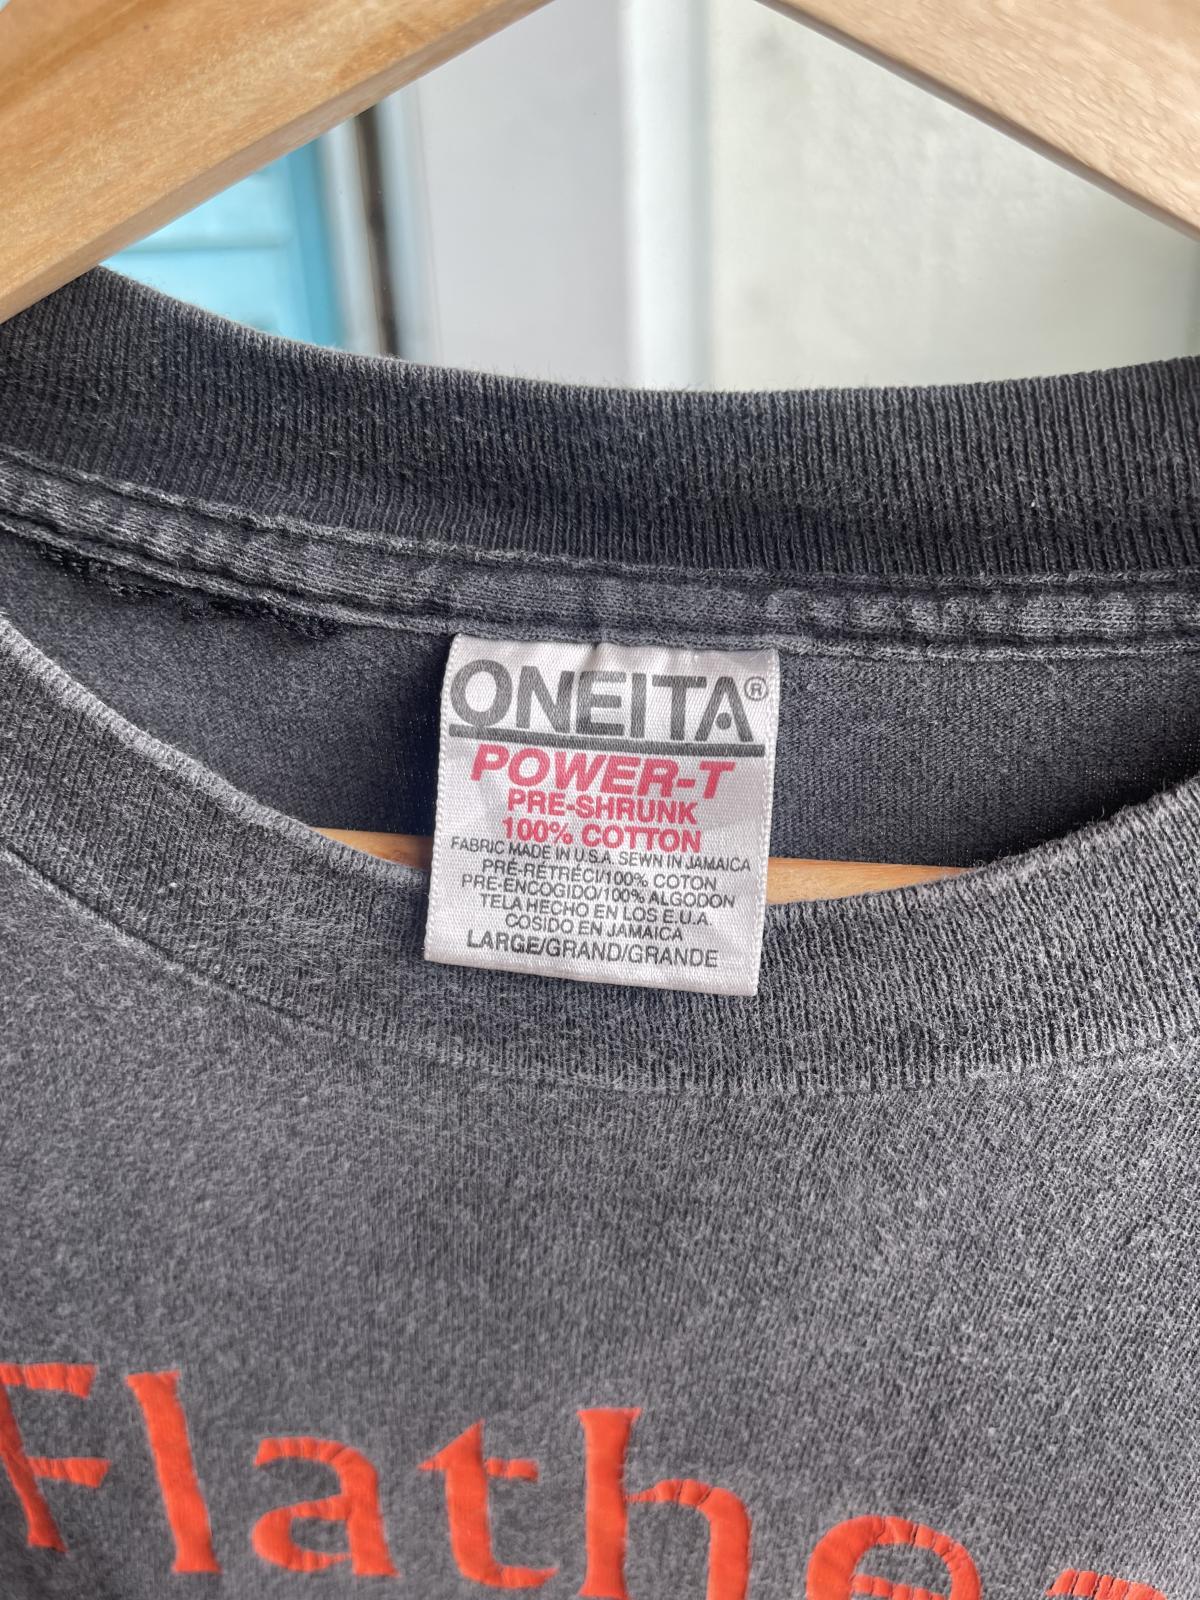 ONEITA®
POWER-T
PRE-SHRUNK
100% COTTON
FABRIC MADE IN U.S.A. SEWN IN JAMAICA
PRÉ-RETRÉCI/100% COTON
PRE-ENCOGIDO/100% ALGODON
TELA HECHO EN LOS E.U.A.
COSIDO EN JAMAICA
LARGE/GRAND/GRANDE